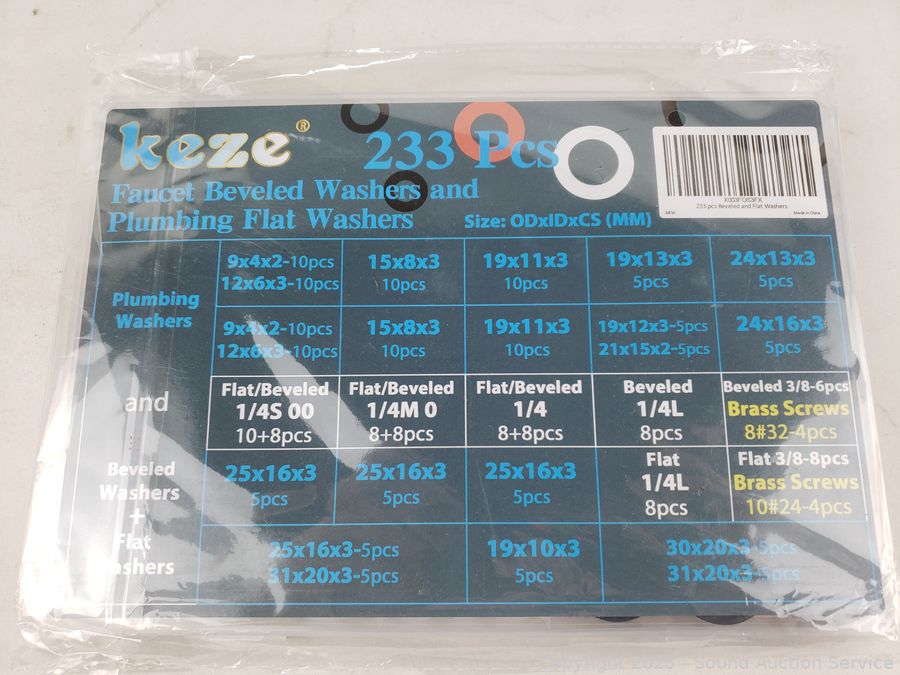 keze®
233 Pcs
Faucet Beveled Washers and
Plumbing Flat Washers
Size: ODxIDxCS (MM)
X003FO63FX
233 pcs Beveled and Flat Washers
NEW
Made in China
Plumbing
Washers
9x4x2-10pcs
12x6x3-10pcs
15x8x3
10pcs
19x11x3
10pcs
19x13x3
5pcs
24x13x3
5pcs
9x4x2-10pcs
12x6x3-10pcs
15x8x3
10pcs
19x11x3
10pcs
19x12x3-5pcs
21x15x2-5pcs
24x16x3
5pcs
and
Flat/Beveled
1/4S 00
10+8pcs
Flat/Beveled
1/4M 0
8+8pcs
Flat/Beveled
1/4
8+8pcs
Beveled
1/4L
8pcs
Beveled 3/8-6pcs
Brass Screws
8#32-4pcs
Beveled
Washers
+
Flat
ashers
25x16x3
5pcs
25x16x3
5pcs
25x16x3
5pcs
Flat
1/4L
8pcs
Flat 3/8-8pcs
Brass Screws
10#24-4pcs
25x16x3-5pcs
31x20x3-5pcs
19x10x3
5pcs
30x20x3-5pcs
31x20x3-5pcs
Copyright 2023 - Sound Auction Service